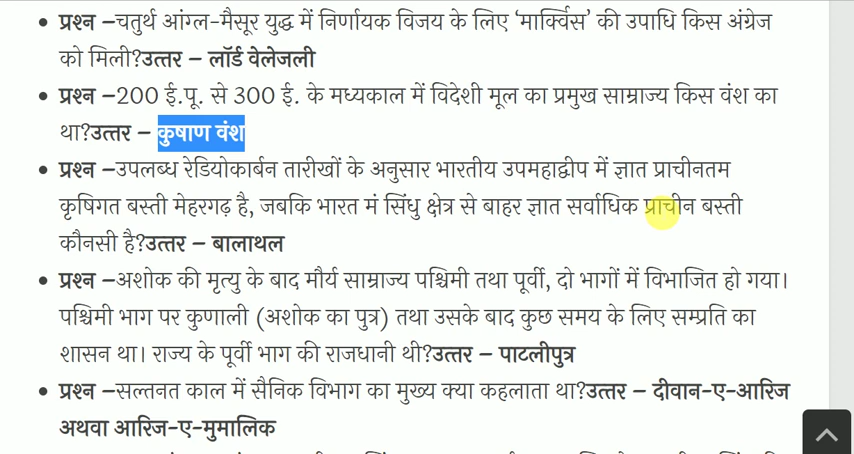 • प्रश्न –चतुर्थ आंग्ल-मैसूर युद्ध में निर्णायक विजय के लिए ‘मार्क्विस’ की उपाधि किस अंग्रेज
को मिली?उत्तर – लॉर्ड वेलेजली
• प्रश्न –200 ई.पू. से 300 ई. के मध्यकाल में विदेशी मूल का प्रमुख साम्राज्य किस वंश का
था?उत्तर – कुषाण वंश
• प्रश्न –उपलब्ध रेडियोकार्बन तारीखों के अनुसार भारतीय उपमहाद्वीप में ज्ञात प्राचीनतम
कृषिगत बस्ती मेहरगढ़ है, जबकि भारत मं सिंधु क्षेत्र से बाहर ज्ञात सर्वाधिक प्राचीन बस्ती
कौनसी है?उत्तर – बालाथल
• प्रश्न –अशोक की मृत्यु के बाद मौर्य साम्राज्य पश्चिमी तथा पूर्वी, दो भागों में विभाजित हो गया।
पश्चिमी भाग पर कुणाली (अशोक का पुत्र) तथा उसके बाद कुछ समय के लिए सम्प्रति का
शासन था। राज्य के पूर्वी भाग की राजधानी थी?उत्तर – पाटलीपुत्र
• प्रश्न –सल्तनत काल में सैनिक विभाग का मुख्य क्या कहलाता था?उत्तर – दीवान-ए-आरिज
अथवा आरिज-ए-मुमालिक